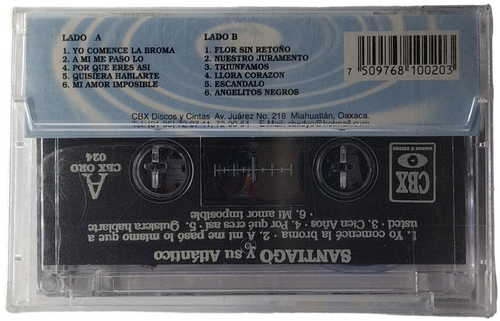 LADO A
1. YO COMENCE LA BROMA
2. A MI ME PASO LO
4. POR QUE ERES ASI
5. QUISIERA HABLARTE
6. MI AMOR IMPOSIBLE
LADO B
1. FLOR SIN RETOÑO
2. NUESTRO JURAMENTO
3. TRIUNFAMOS
4. LLORA CORAZON
5. ESCANDALO
6. ANGELITOS NEGROS
7 509768 100203
CBX Discos y Cintas Av. Juárez No. 218 Miahuatlán, Oaxaca.
SANTIAGO y su Atlántico
1. Yo comencé la broma · 2. A mi me pasó lo mismo que a
usted · 3. Cien Años · 4. Por qué eres así · 5. Quisiera hablarte
· 6. Mi amor imposible
CBX
A
CBX ORO
024